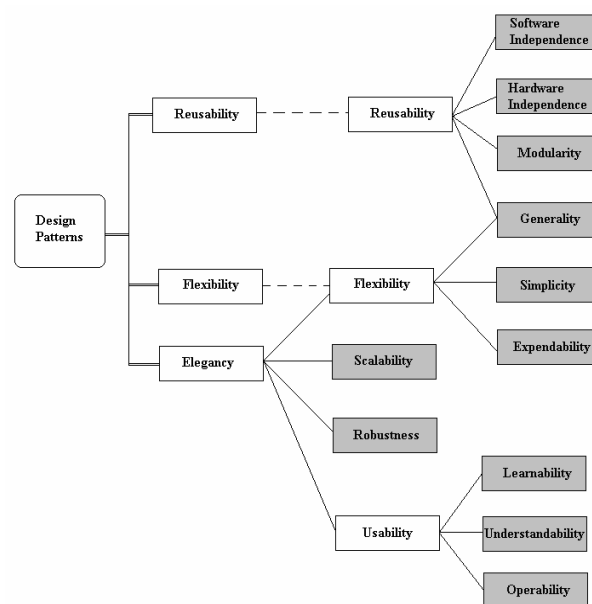 Software
Independence
Hardware
Independence
Reusability
Reusability
Modularity
Design
Patterns
Generality
Flexibility
Flexibility
Simplicity
Elegancy
Scalability
Expendability
Robustness
Learnability
Usability
Understandability
Operability